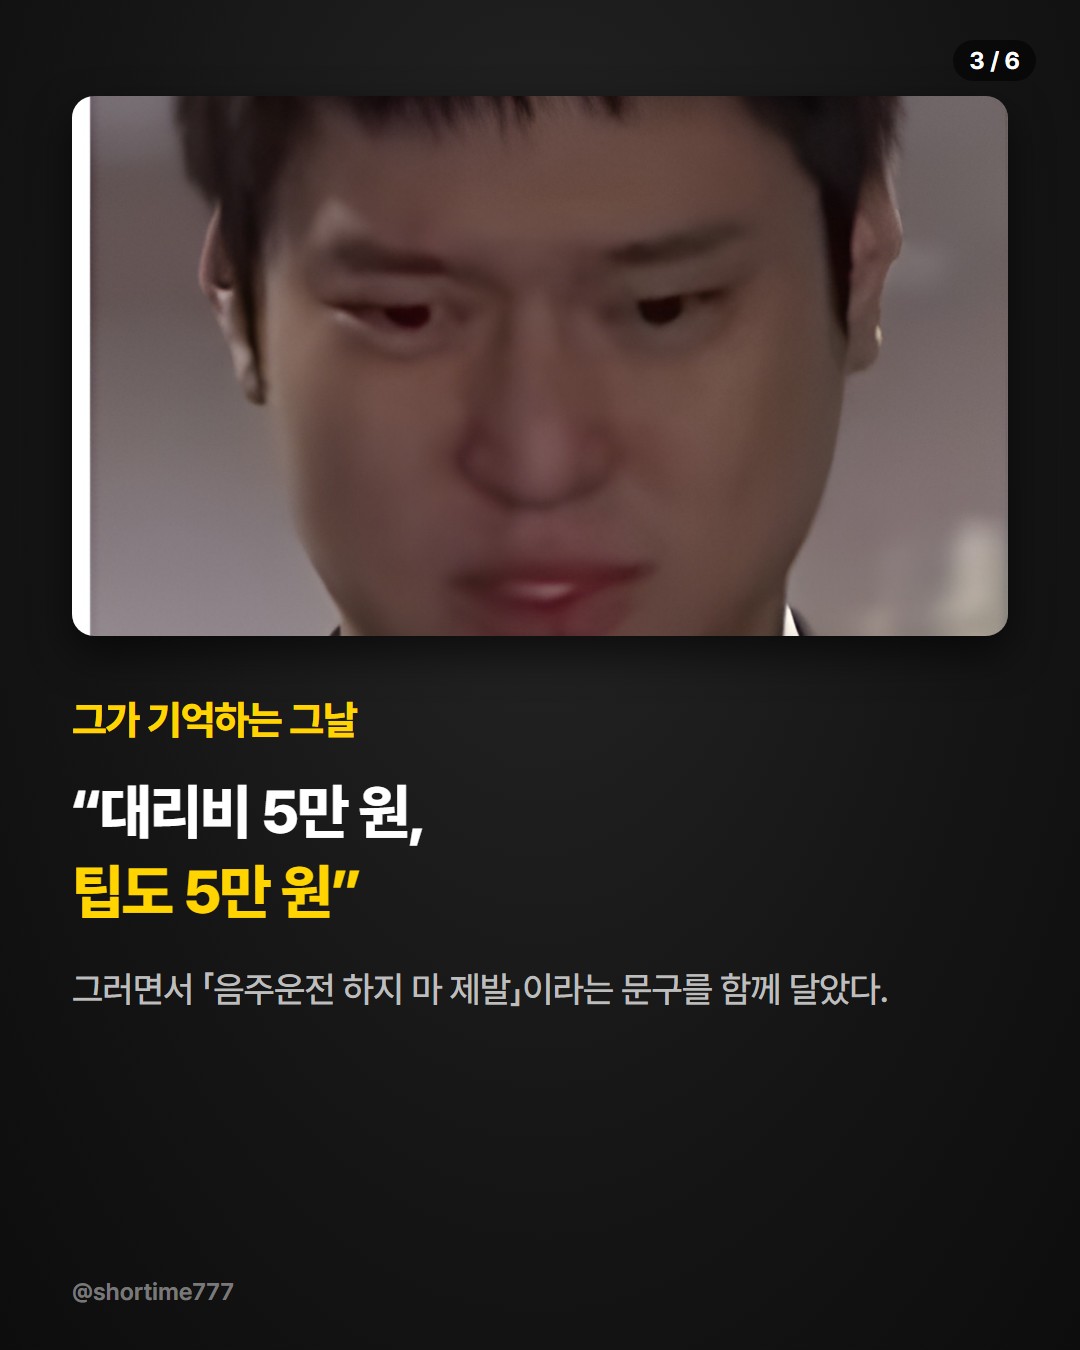 3 / 6
그가 기억하는 그날
“대리비 5만 원,
팁도 5만 원”
그러면서 「음주운전 하지 마 제발」이라는 문구를 함께 달았다.
@shortime777